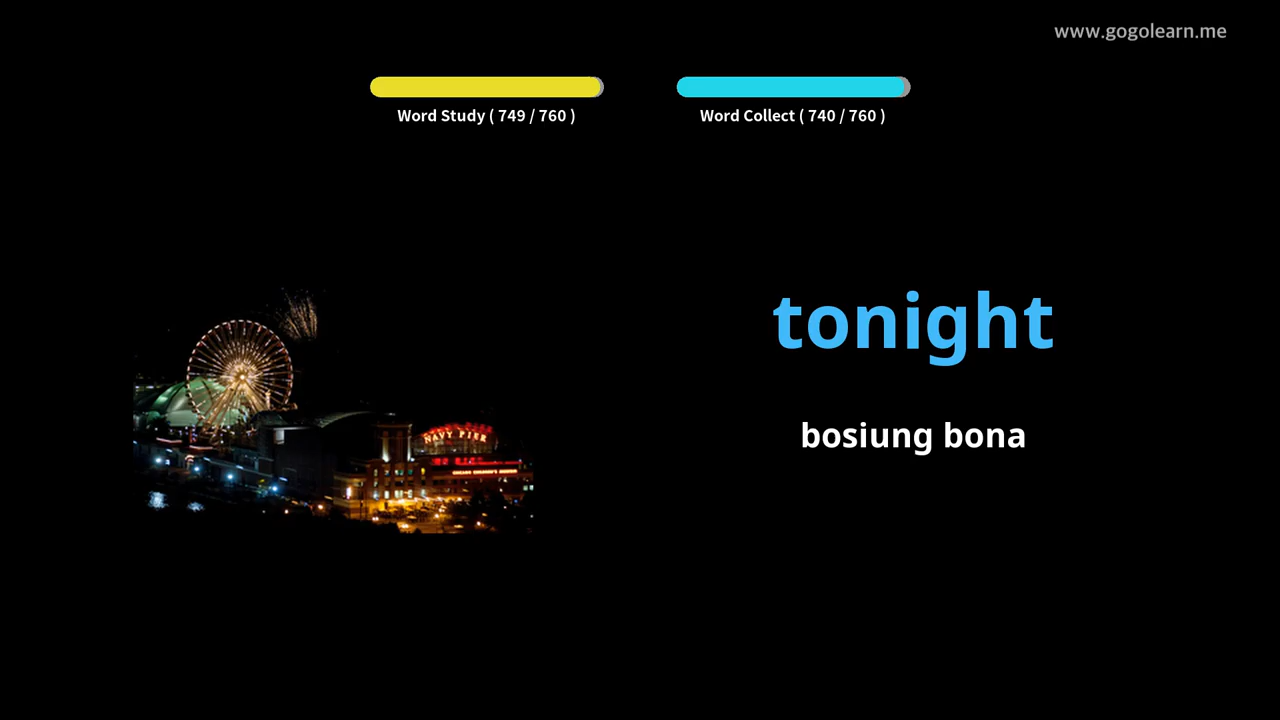 www.gogolearn.me
Word Study ( 749 / 760 )
Word Collect ( 740 / 760 )
tonight
bosiung bona
NAVY PIER